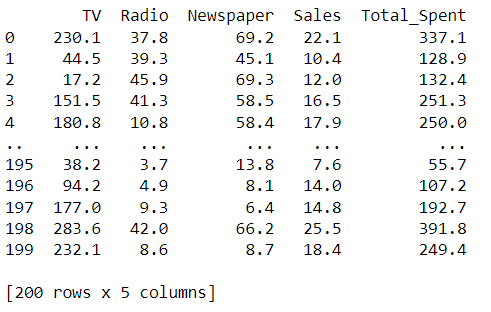 TV Radio Newspaper Sales Total_Spent
0 230.1 37.8 69.2 22.1 337.1
1 44.5 39.3 45.1 10.4 128.9
2 17.2 45.9 69.3 12.0 132.4
3 151.5 41.3 58.5 16.5 251.3
4 180.8 10.8 58.4 17.9 250.0
.. ... ... ... ... ...
195 38.2 3.7 13.8 7.6 55.7
196 94.2 4.9 8.1 14.0 107.2
197 177.0 9.3 6.4 14.8 192.7
198 283.6 42.0 66.2 25.5 391.8
199 232.1 8.6 8.7 18.4 249.4
[200 rows x 5 columns]